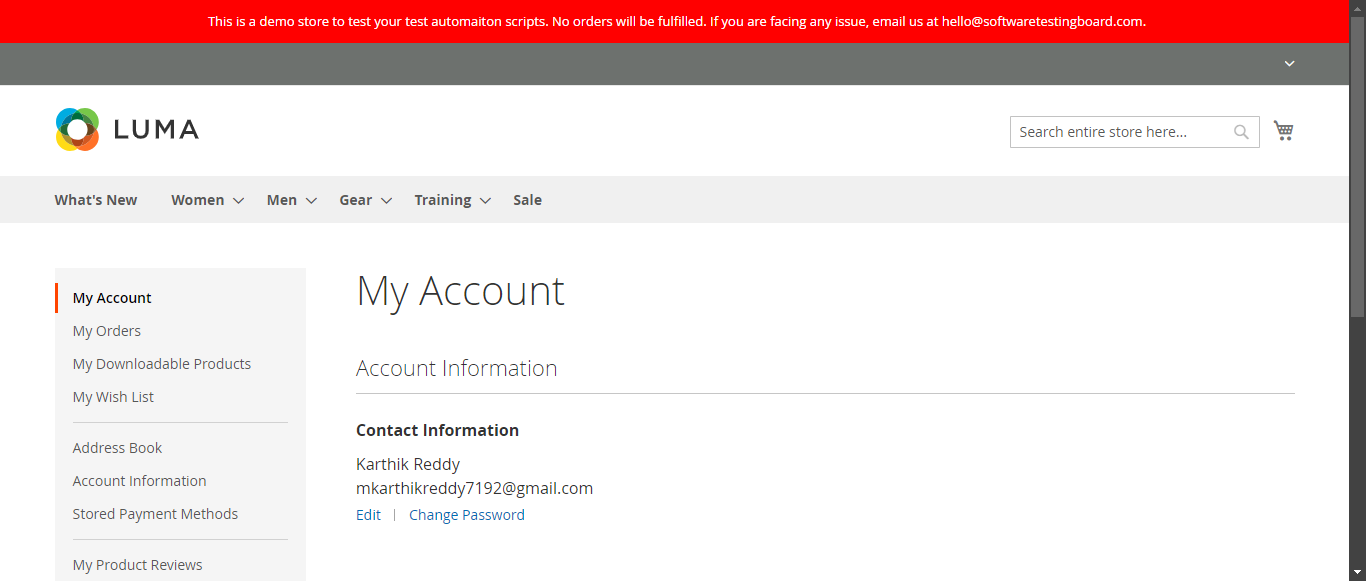 This is a demo store to test your test automaiton scripts. No orders will be fulfilled. If you are facing any issue, email us at hello@softwaretestingboard.com.
LUMA
Search entire store here...
What's New Women Men Gear Training Sale
My Account
My Orders
My Downloadable Products
My Wish List
Address Book
Account Information
Stored Payment Methods
My Product Reviews
My Account
Account Information
Contact Information
Karthik Reddy
mkarthikreddy7192@gmail.com
Edit | Change Password